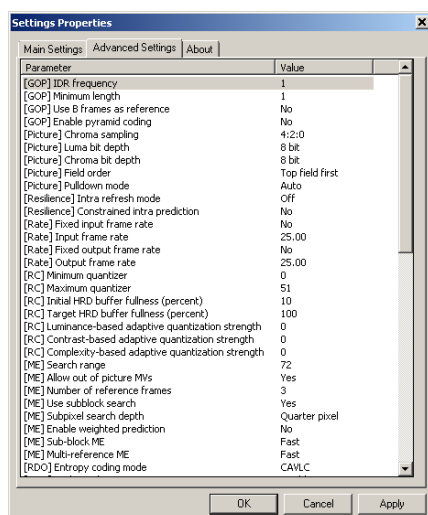 Settings Properties
Main Settings Advanced Settings About
Parameter Value
[GOP] IDR frequency 1
[GOP] Minimum length 1
[GOP] Use B frames as reference No
[GOP] Enable pyramid coding No
[Picture] Chroma sampling 4:2:0
[Picture] Luma bit depth 8 bit
[Picture] Chroma bit depth 8 bit
[Picture] Field order Top field first
[Picture] Pulldown mode Auto
[Resilience] Intra refresh mode Off
[Resilience] Constrained intra prediction No
[Rate] Fixed input frame rate No
[Rate] Input frame rate 25.00
[Rate] Fixed output frame rate No
[Rate] Output frame rate 25.00
[RC] Minimum quantizer 0
[RC] Maximum quantizer 51
[RC] Initial HRD buffer fullness (percent) 10
[RC] Target HRD buffer fullness (percent) 100
[RC] Luminance-based adaptive quantization strength 0
[RC] Contrast-based adaptive quantization strength 0
[RC] Complexity-based adaptive quantization strength 0
[ME] Search range 72
[ME] Allow out of picture MVs Yes
[ME] Number of reference frames 3
[ME] Use subblock search Yes
[ME] Subpixel search depth Quarter pixel
[ME] Enable weighted prediction No
[ME] Sub-block ME Fast
[ME] Multi-reference ME Fast
[RDO] Entropy coding mode CAVLC
OK Cancel Apply